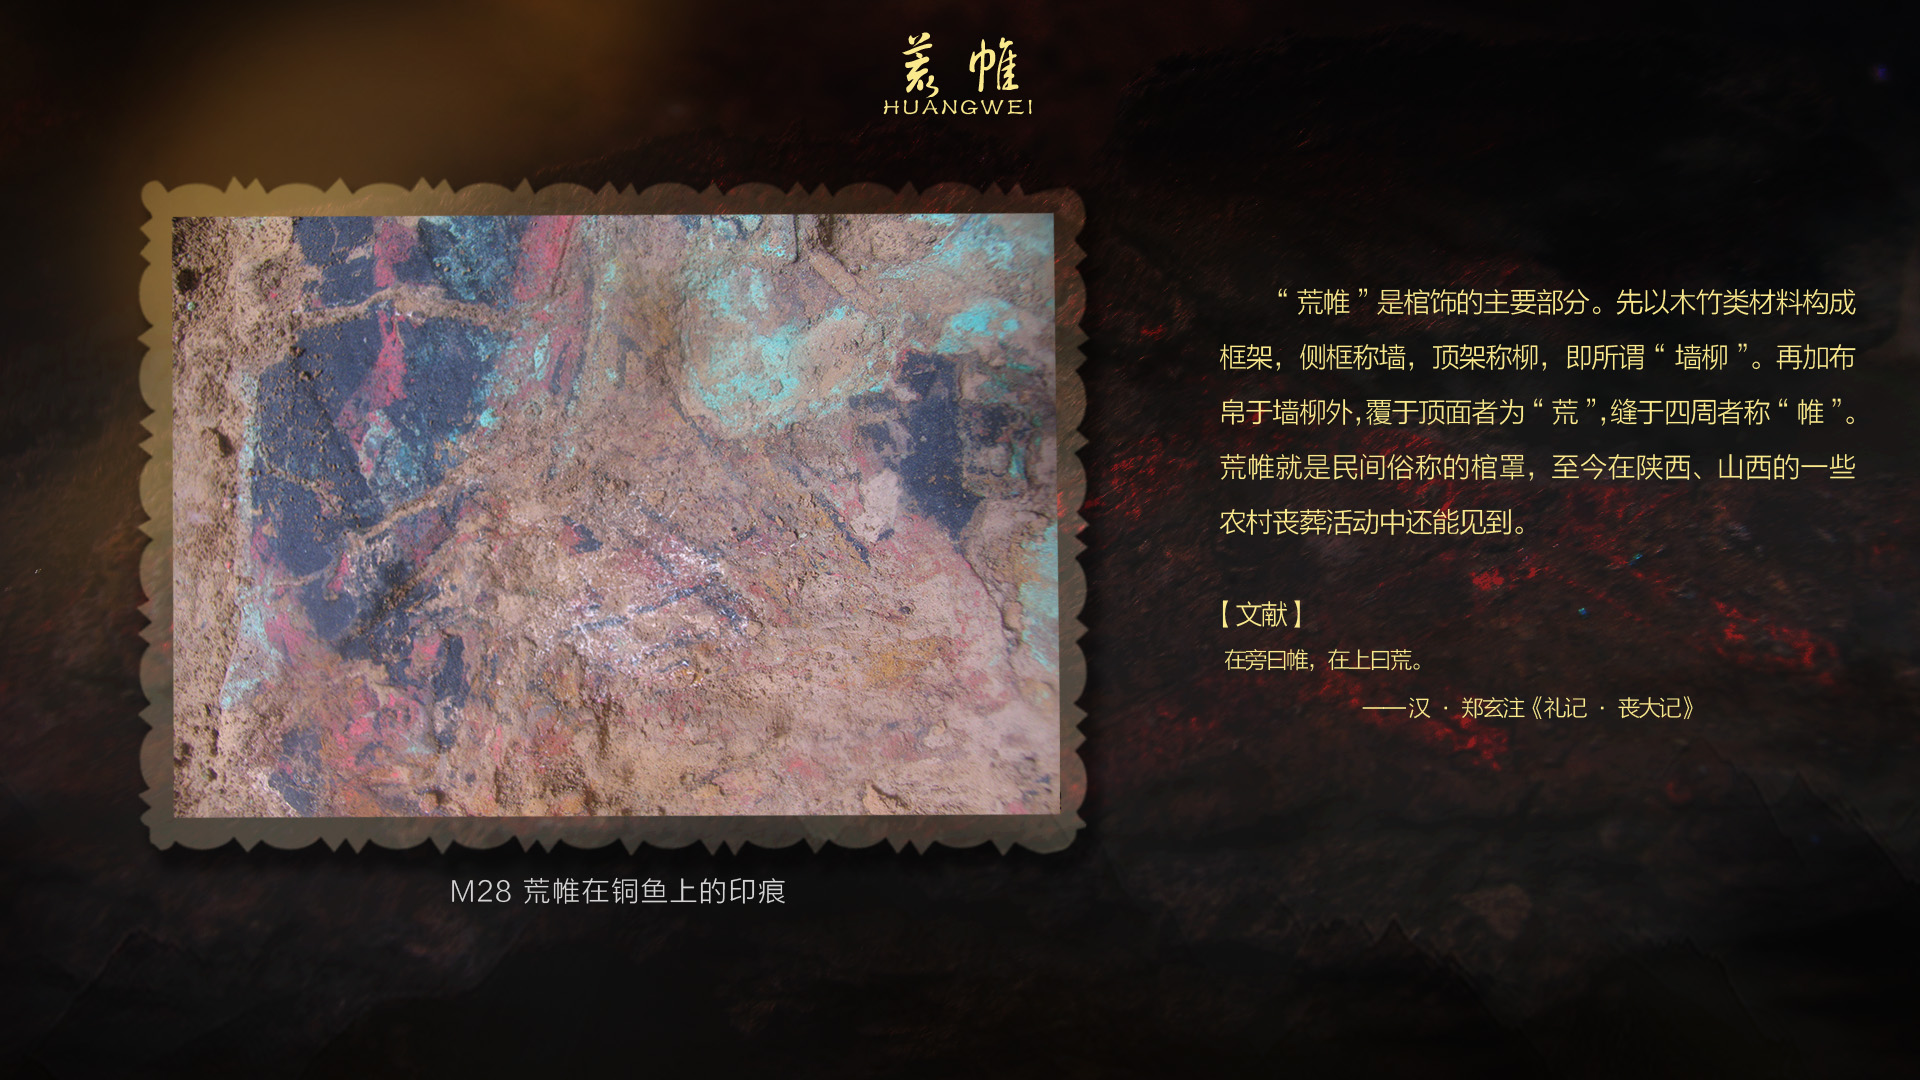 荒帷
HUANGWEI
“荒帷”是棺饰的主要部分。先以木竹类材料构成
框架，侧框称墙，顶架称柳，即所谓“墙柳”。再加布
帛于墙柳外，覆于顶面者为“荒”，缝于四周者称“帷”。
荒帷就是民间俗称的棺罩，至今在陕西、山西的一些
农村丧葬活动中还能见到。
【文献】
在旁曰帷，在上曰荒。
——汉·郑玄注《礼记·丧大记》
M28 荒帷在铜鱼上的印痕